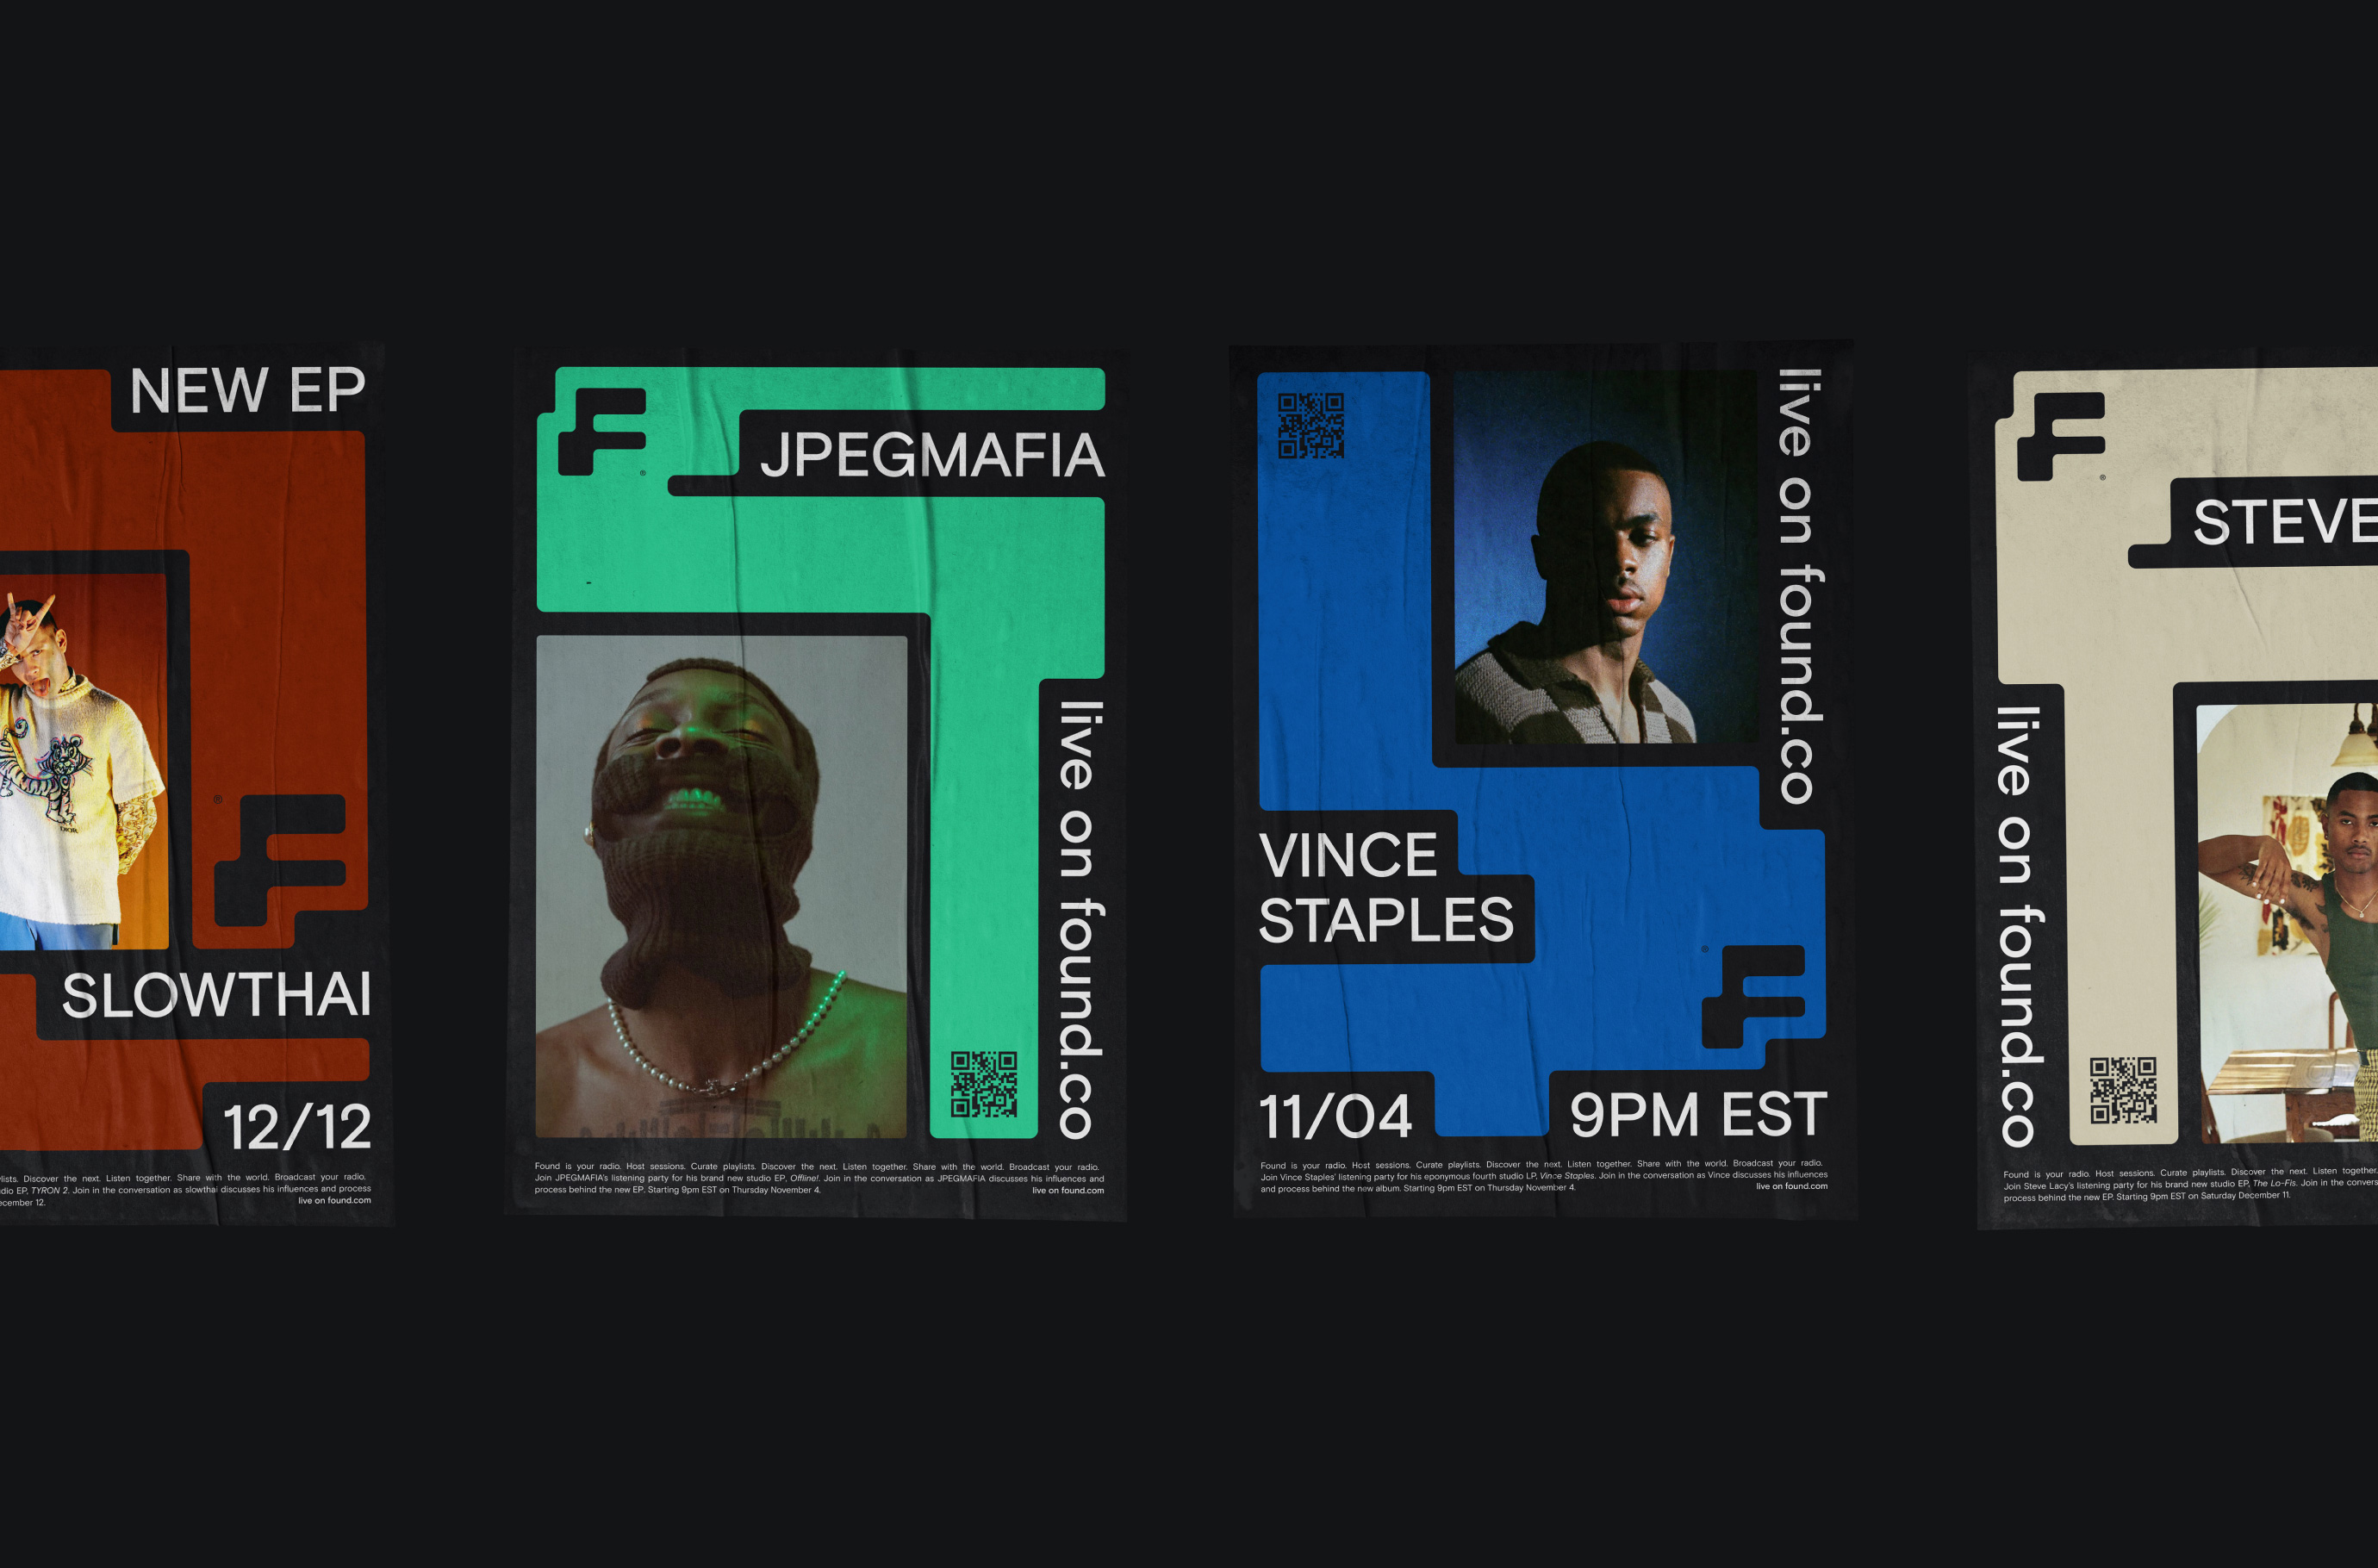 NEW EP
®
SLOWTHAI
12/12
lists. Discover the next. Listen together. Share with the world. Broadcast your radio.
dio EP, TYRON 2. Join in the conversation as slowthai discusses his influences and process
ecember 12.
live on found.com
®
JPEGMAFIA
live on found.co
Found is your radio. Host sessions. Curate playlists. Discover the next. Listen together. Share with the world. Broadcast your radio.
Join JPEGMAFIA's listening party for his brand new studio EP, Offline!. Join in the conversation as JPEGMAFIA discusses his influences and
process behind the new EP. Starting 9pm EST on Thursday November 4.
live on found.com
live on found.co
VINCE
STAPLES
®
11/04
9PM EST
Found is your radio. Host sessions. Curate playlists. Discover the next. Listen together. Share with the world. Broadcast your radio.
Join Vince Staples' listening party for his eponymous fourth studio LP, Vince Staples. Join in the conversation as Vince discusses his influences
and process behind the new album. Starting 9pm EST on Thursday November 4.
live on found.com
®
STEVE
live on found.co
Found is your radio. Host sessions. Curate playlists. Discover the next. Listen together.
Join Steve Lacy's listening party for his brand new studio EP, The Lo-Fis. Join in the convers
process behind the new EP. Starting 9pm EST on Saturday December 11.